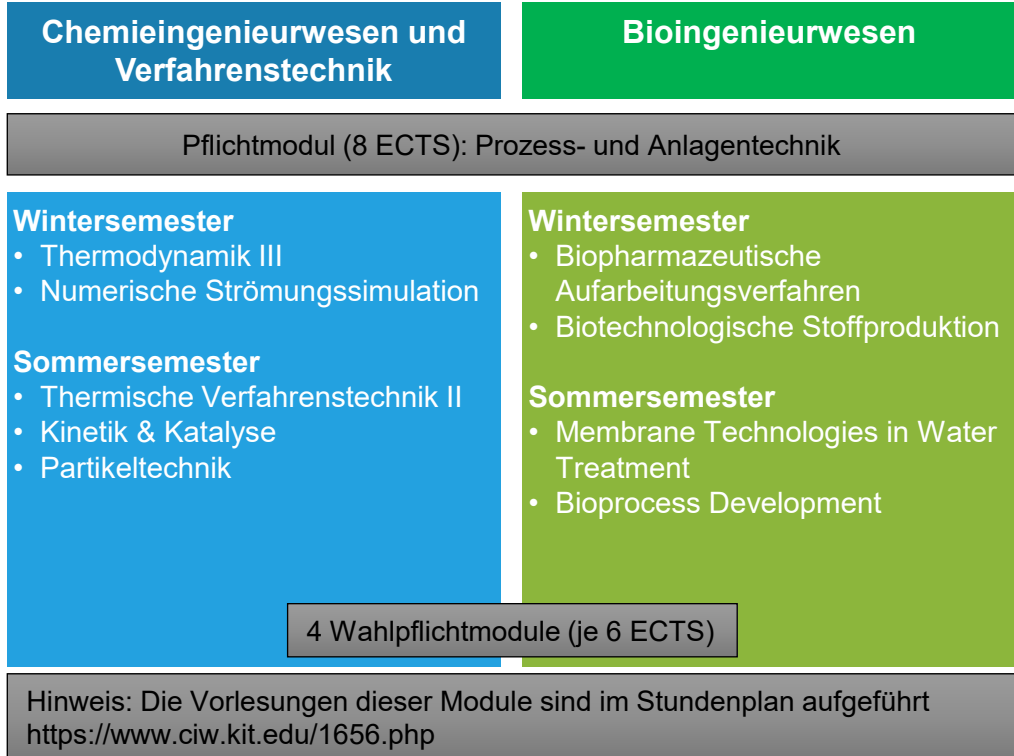 Chemieingenieurwesen und
Verfahrenstechnik
Bioingenieurwesen
Pflichtmodul (8 ECTS): Prozess- und Anlagentechnik
Wintersemester
• Thermodynamik III
• Numerische Strömungssimulation
Sommersemester
• Thermische Verfahrenstechnik II
• Kinetik & Katalyse
• Partikeltechnik
Wintersemester
• Biopharmazeutische
Aufarbeitungsverfahren
• Biotechnologische Stoffproduktion
Sommersemester
• Membrane Technologies in Water
Treatment
• Bioprocess Development
4 Wahlpflichtmodule (je 6 ECTS)
Hinweis: Die Vorlesungen dieser Module sind im Stundenplan aufgeführt
https://www.ciw.kit.edu/1656.php